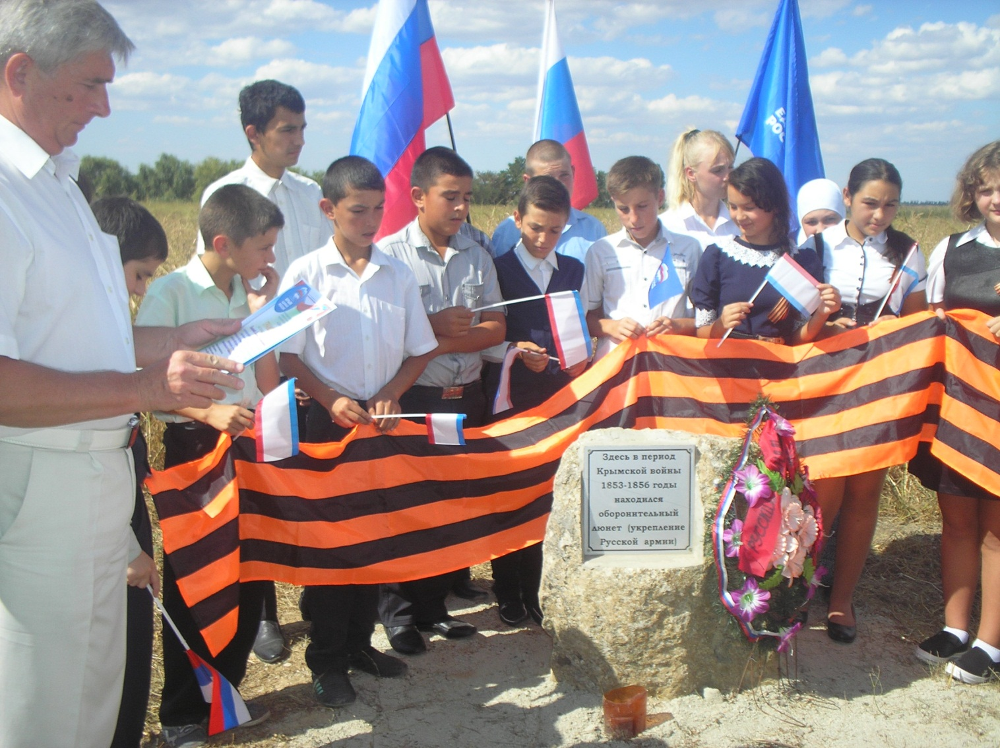 Здесь в период
Крымской войны
1853-1856 годы
находился
оборонительный
люнет (укрепление
Русской армии)